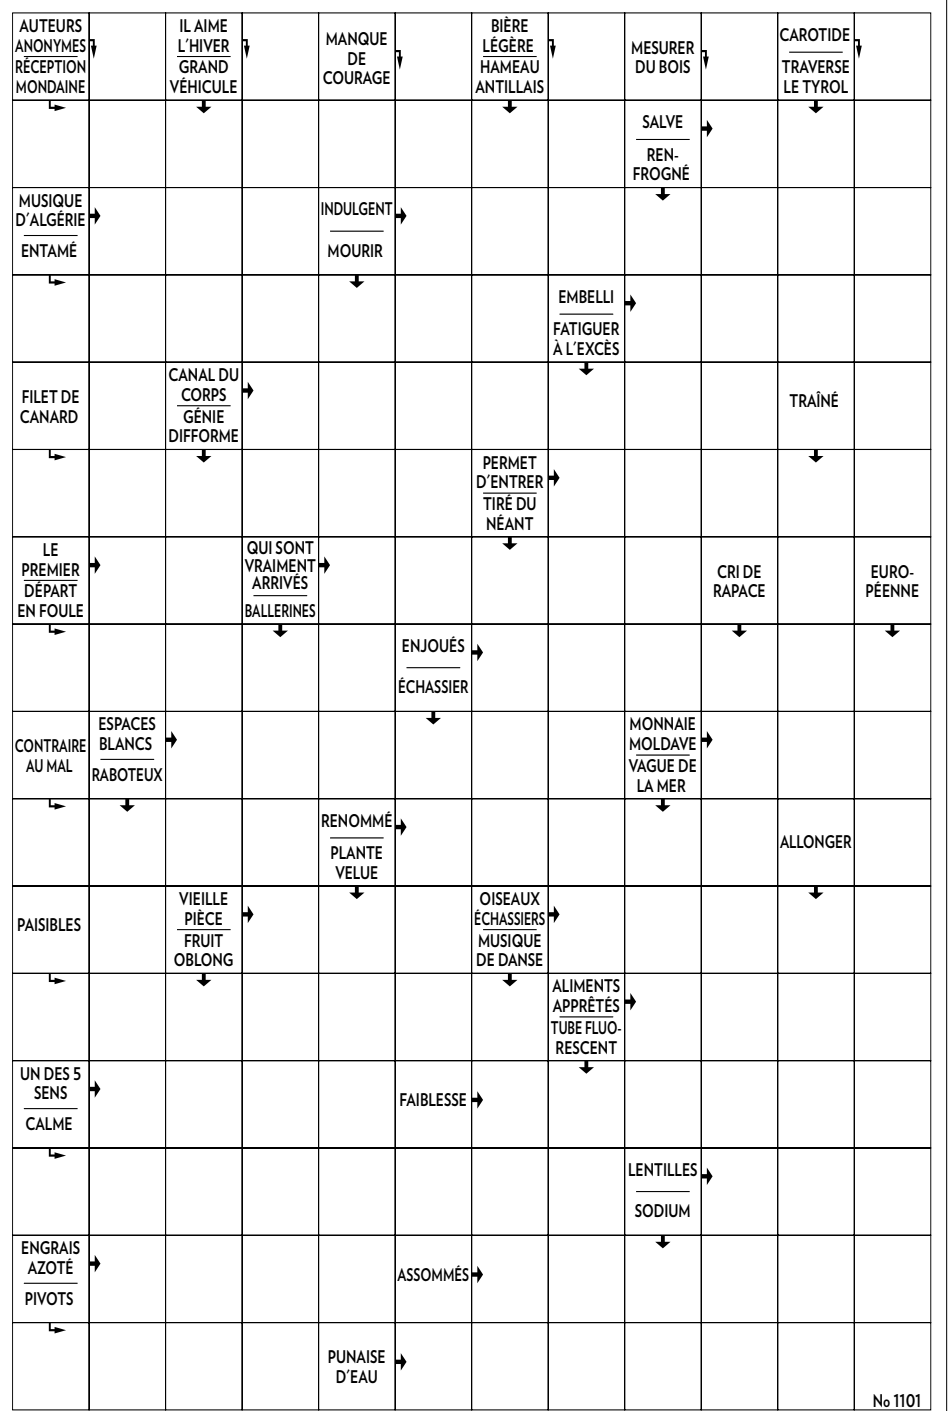 AUTEURS
ANONYMES
RÉCEPTION
MONDAINE
IL AIME
L'HIVER
GRAND
VÉHICULE
MANQUE
DE
COURAGE
BIÈRE
LÉGÈRE
HAMEAU
ANTILLAIS
MESURER
DU BOIS
CAROTIDE
TRAVERSE
LE TYROL
SALVE
REN-
FROGNÉ
MUSIQUE
D'ALGÉRIE
ENTAMÉ
INDULGENT
MOURIR
EMBELLI
FATIGUER
À L'EXCÈS
FILET DE
CANARD
CANAL DU
CORPS
GÉNIE
DIFFORME
TRAÎNÉ
PERMET
D'ENTRER
TIRÉ DU
NÉANT
LE
PREMIER
DÉPART
EN FOULE
QUI SONT
VRAIMENT
ARRIVÉS
BALLERINES
CRI DE
RAPACE
EURO-
PÉENNE
ENJOUÉS
ÉCHASSIER
CONTRAIRE
AU MAL
ESPACES
BLANCS
RABOTEUX
MONNAIE
MOLDAVE
VAGUE DE
LA MER
RENOMMÉ
PLANTE
VELUE
ALLONGER
PAISIBLES
VIEILLE
PIÈCE
FRUIT
OBLONG
OISEAUX
ÉCHASSIERS
MUSIQUE
DE DANSE
ALIMENTS
APPRÊTÉS
TUBE FLUO-
RESCENT
UN DES 5
SENS
CALME
FAIBLESSE
LENTILLES
SODIUM
ENGRAIS
AZOTÉ
PIVOTS
ASSOMMÉS
PUNAISE
D'EAU
No 1101